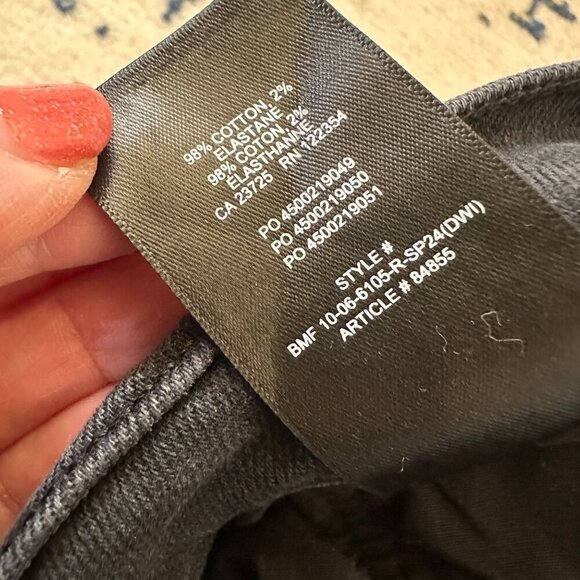 98% COTTON, 2%
ELASTANE
98% COTON, 2%
ELASTHANNE
CA 23725 RN 122354
PO 4500219049
PO 4500219050
PO 4500219051
STYLE #
BMF 10-06-6105-R-SP24(DWI)
ARTICLE # 84855